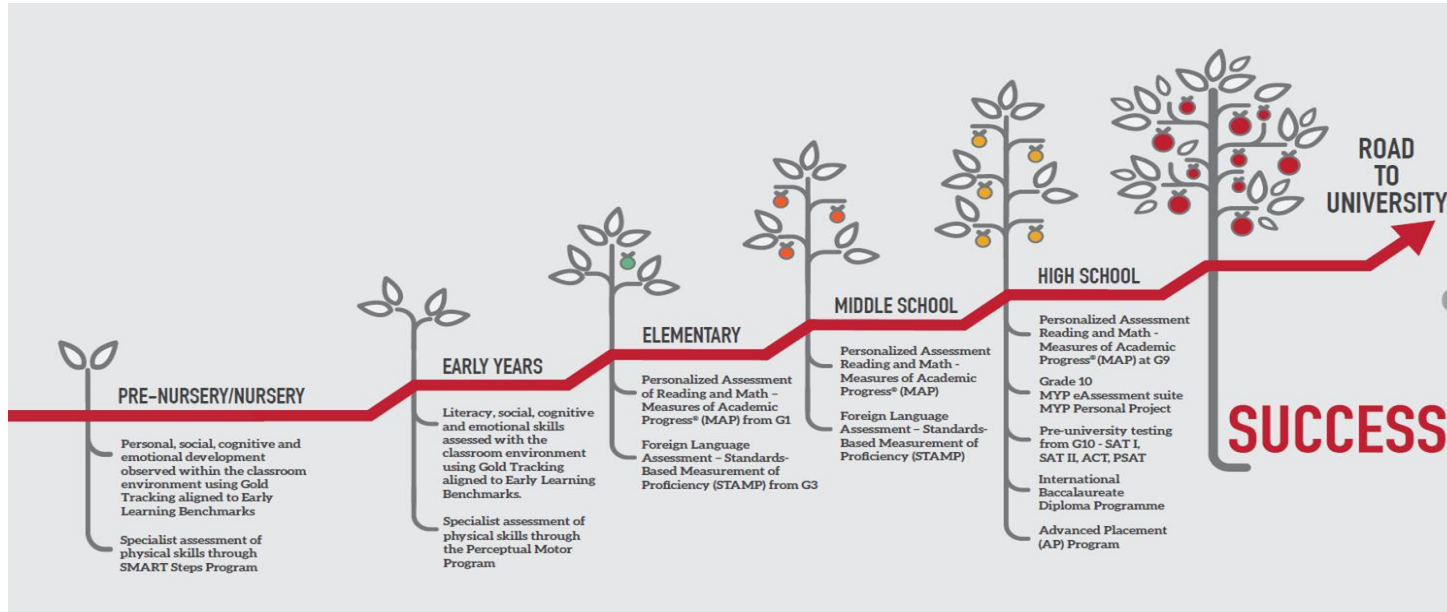 PRE-NURSERY/NURSERY
Personal, social, cognitive and
emotional development
observed within the classroom
environment using Gold
Tracking aligned to Early
Learning Benchmarks
Specialist assessment of
physical skills through
SMART Steps Program
EARLY YEARS
Literacy, social, cognitive
and emotional skills
assessed with the
classroom environment
using Gold Tracking
aligned to Early Learning
Benchmarks.
Specialist assessment of
physical skills through
the Perceptual Motor
Program
ELEMENTARY
Personalized Assessment
of Reading and Math –
Measures of Academic
Progress® (MAP) from G1
Foreign Language
Assessment – Standards-
Based Measurement of
Proficiency (STAMP) from G3
MIDDLE SCHOOL
Personalized Assessment
Reading and Math -
Measures of Academic
Progress® (MAP)
Foreign Language
Assessment – Standards-
Based Measurement of
Proficiency (STAMP)
HIGH SCHOOL
Personalized Assessment
Reading and Math -
Measures of Academic
Progress® (MAP) at G9
Grade 10
MYP eAssessment suite
MYP Personal Project
Pre-university testing
from G10 - SAT I,
SAT II, ACT, PSAT
International
Baccalaureate
Diploma Programme
Advanced Placement
(AP) Program
ROAD
TO
UNIVERSITY
SUCCESS